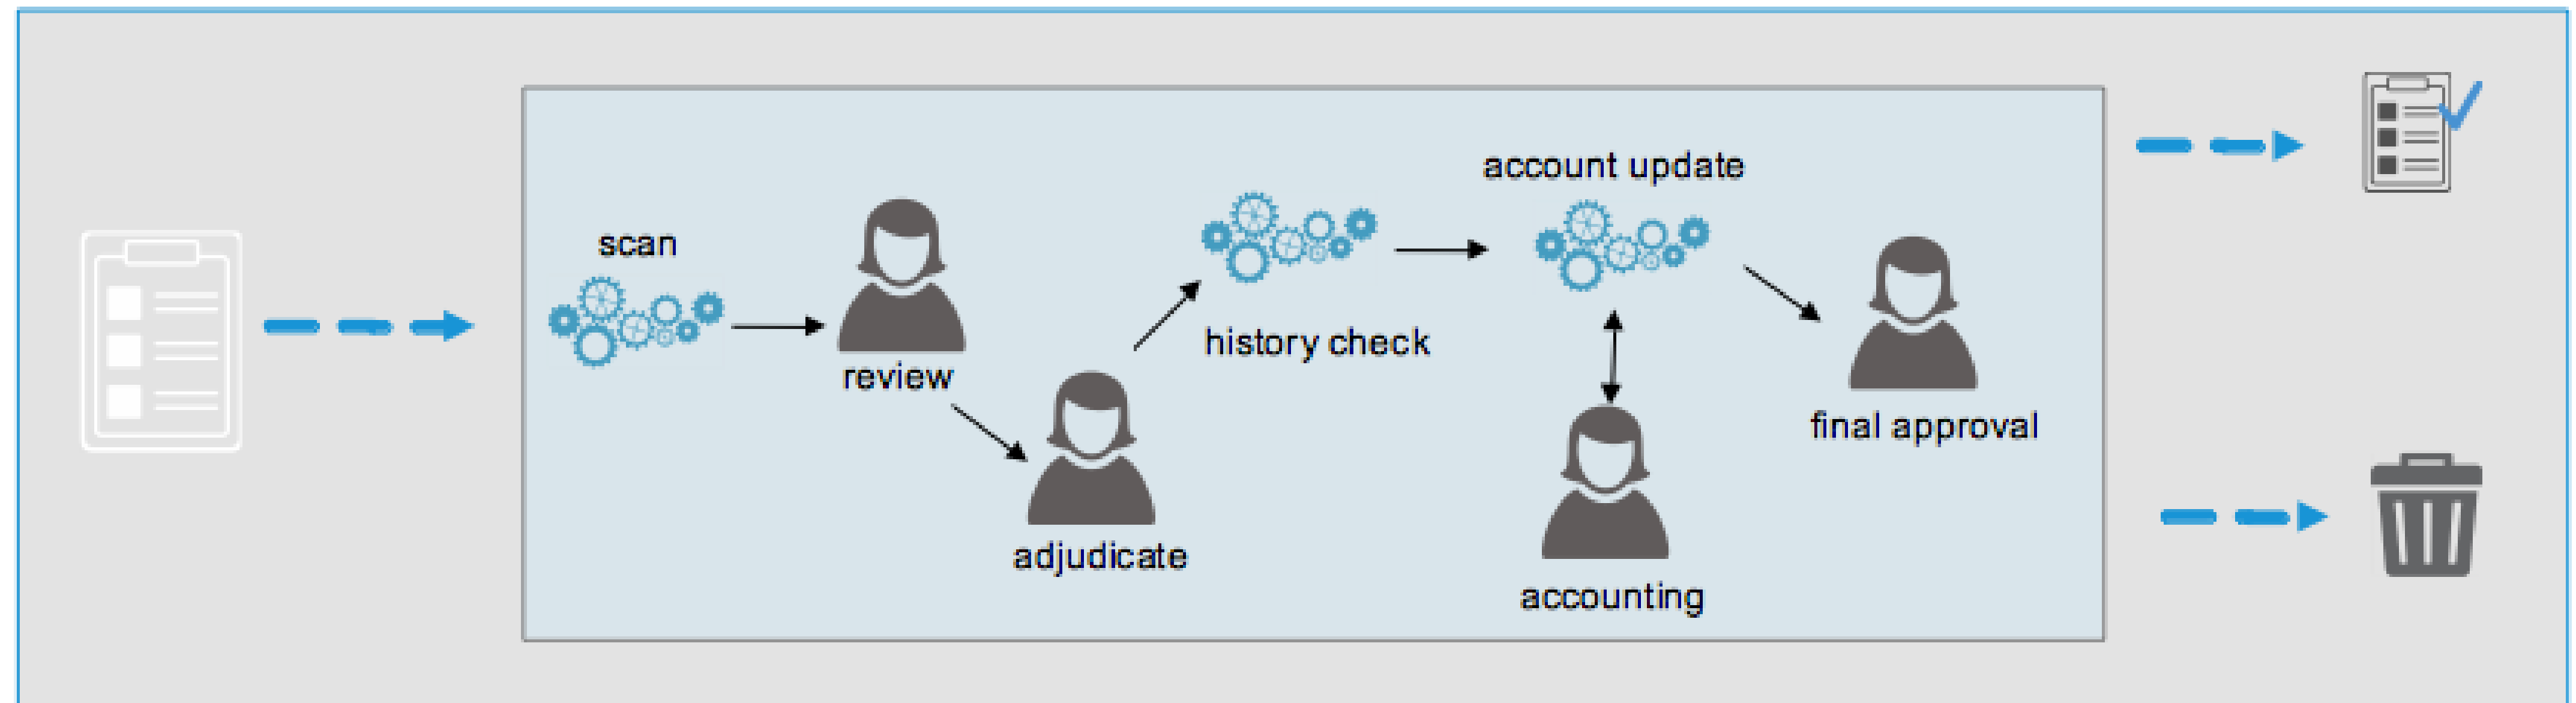 scan
review
adjudicate
history check
account update
accounting
final approval